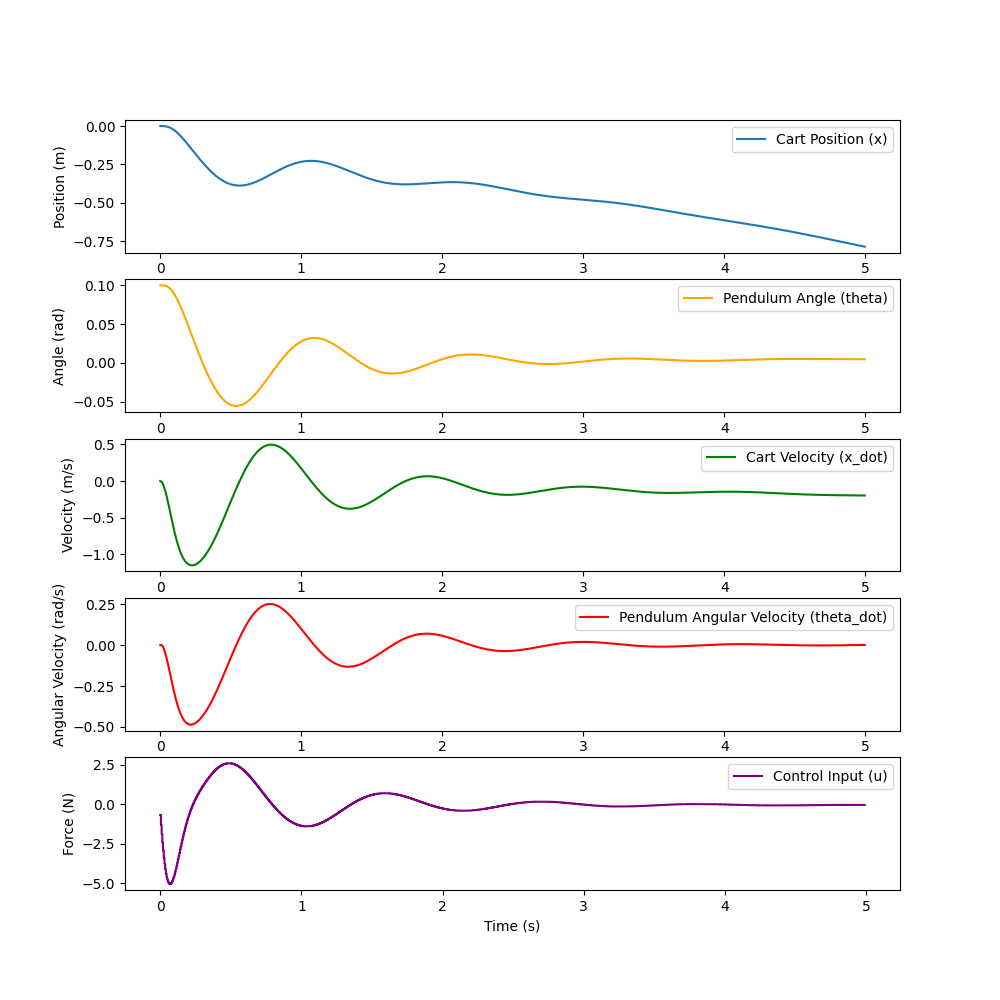 Position (m)
0.00
−0.25
−0.50
−0.75
Cart Position (x)
0 1 2 3 4 5
Angle (rad)
0.10
0.05
0.00
−0.05
Pendulum Angle (theta)
0 1 2 3 4 5
Velocity (m/s)
0.5
0.0
−0.5
−1.0
Cart Velocity (x_dot)
0 1 2 3 4 5
Angular Velocity (rad/s)
0.25
0.00
−0.25
−0.50
Pendulum Angular Velocity (theta_dot)
0 1 2 3 4 5
Force (N)
2.5
0.0
−2.5
−5.0
Control Input (u)
0 1 2 3 4 5
Time (s)